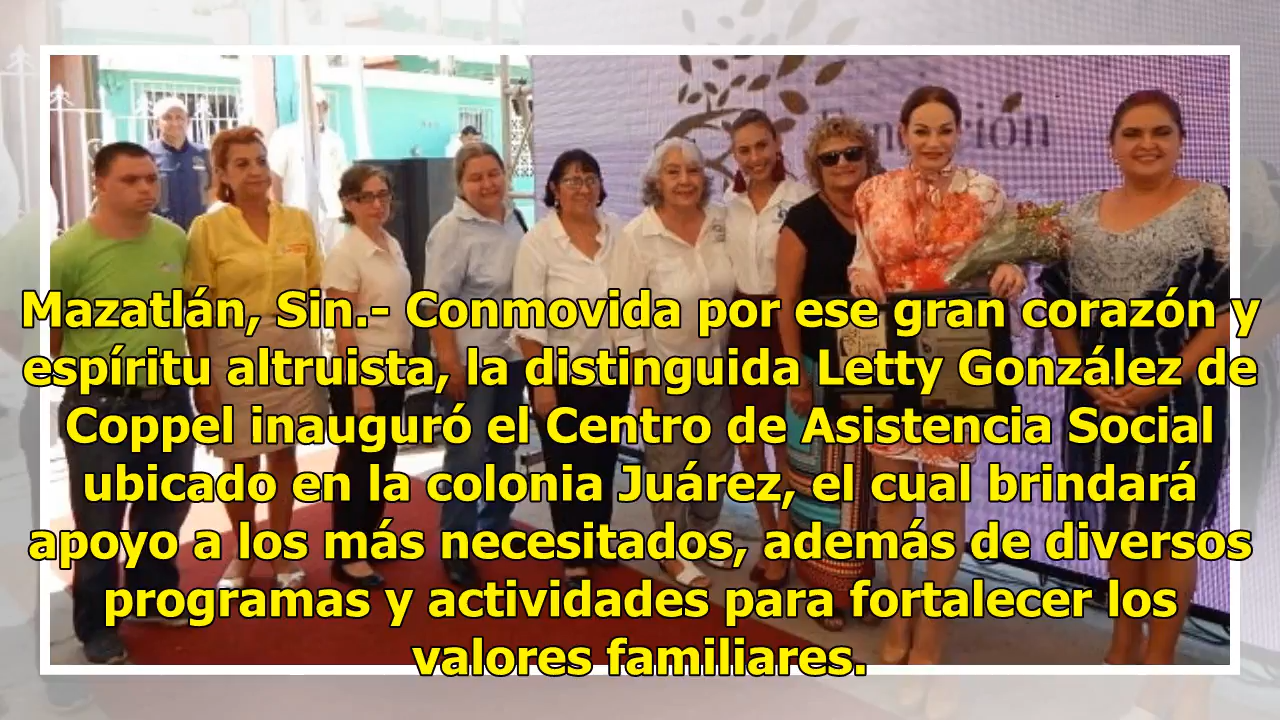 Fundación
Mazatlán, Sin.- Conmovida por ese gran corazón y
espíritu altruista, la distinguida Letty González de
Coppel inauguró el Centro de Asistencia Social
ubicado en la colonia Juárez, el cual brindará
apoyo a los más necesitados, además de diversos
programas y actividades para fortalecer los
valores familiares.